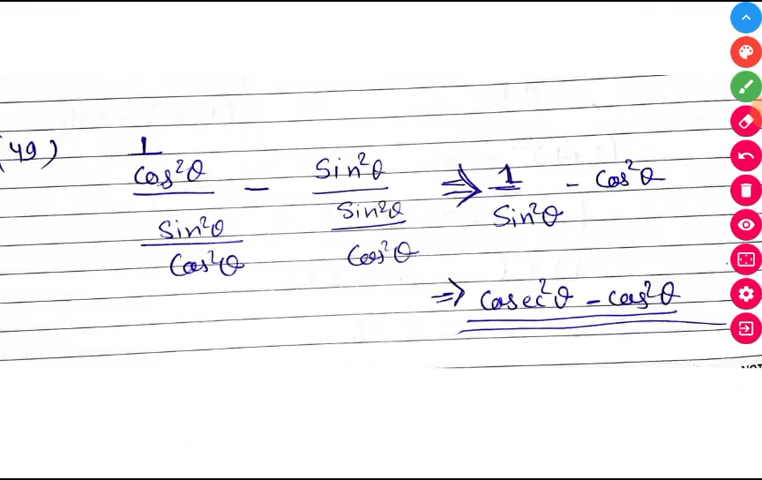 (49) 1/cos²θ / sin²θ/cos²θ - sin²θ / sin²θ/cos²θ ⇒ 1/sin²θ - cos²θ
⇒ cosec²θ - cos²θ